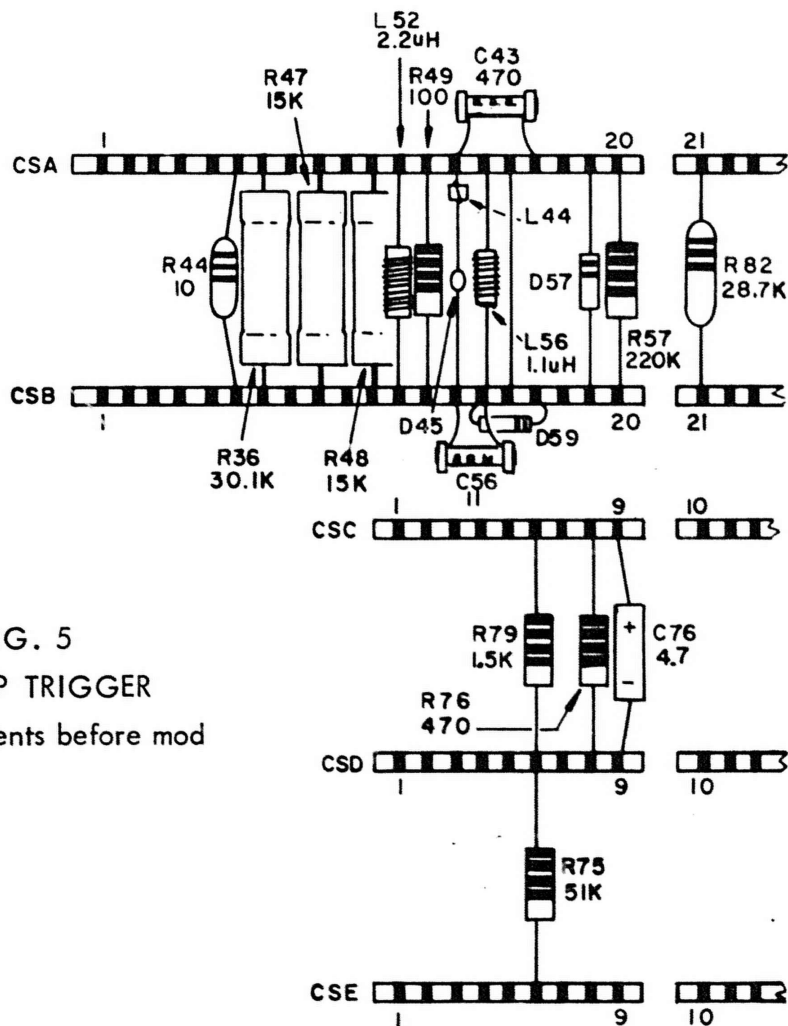 L 52
2.2uH
C43
470
R47
15K
R49
100
1
20
21
CSA
L44
R44
10
D57
R 82
28.7K
L56
1.1uH
R57
220K
CSB
1
D45
D59
20
21
R36
30.1K
R48
15K
C56
11
1
9
10
CSC
R79
1.5K
C76
4.7
+
−
R76
470
G. 5
P TRIGGER
ents before mod
CSD
1
9
10
R75
51K
CSE
1
9
10